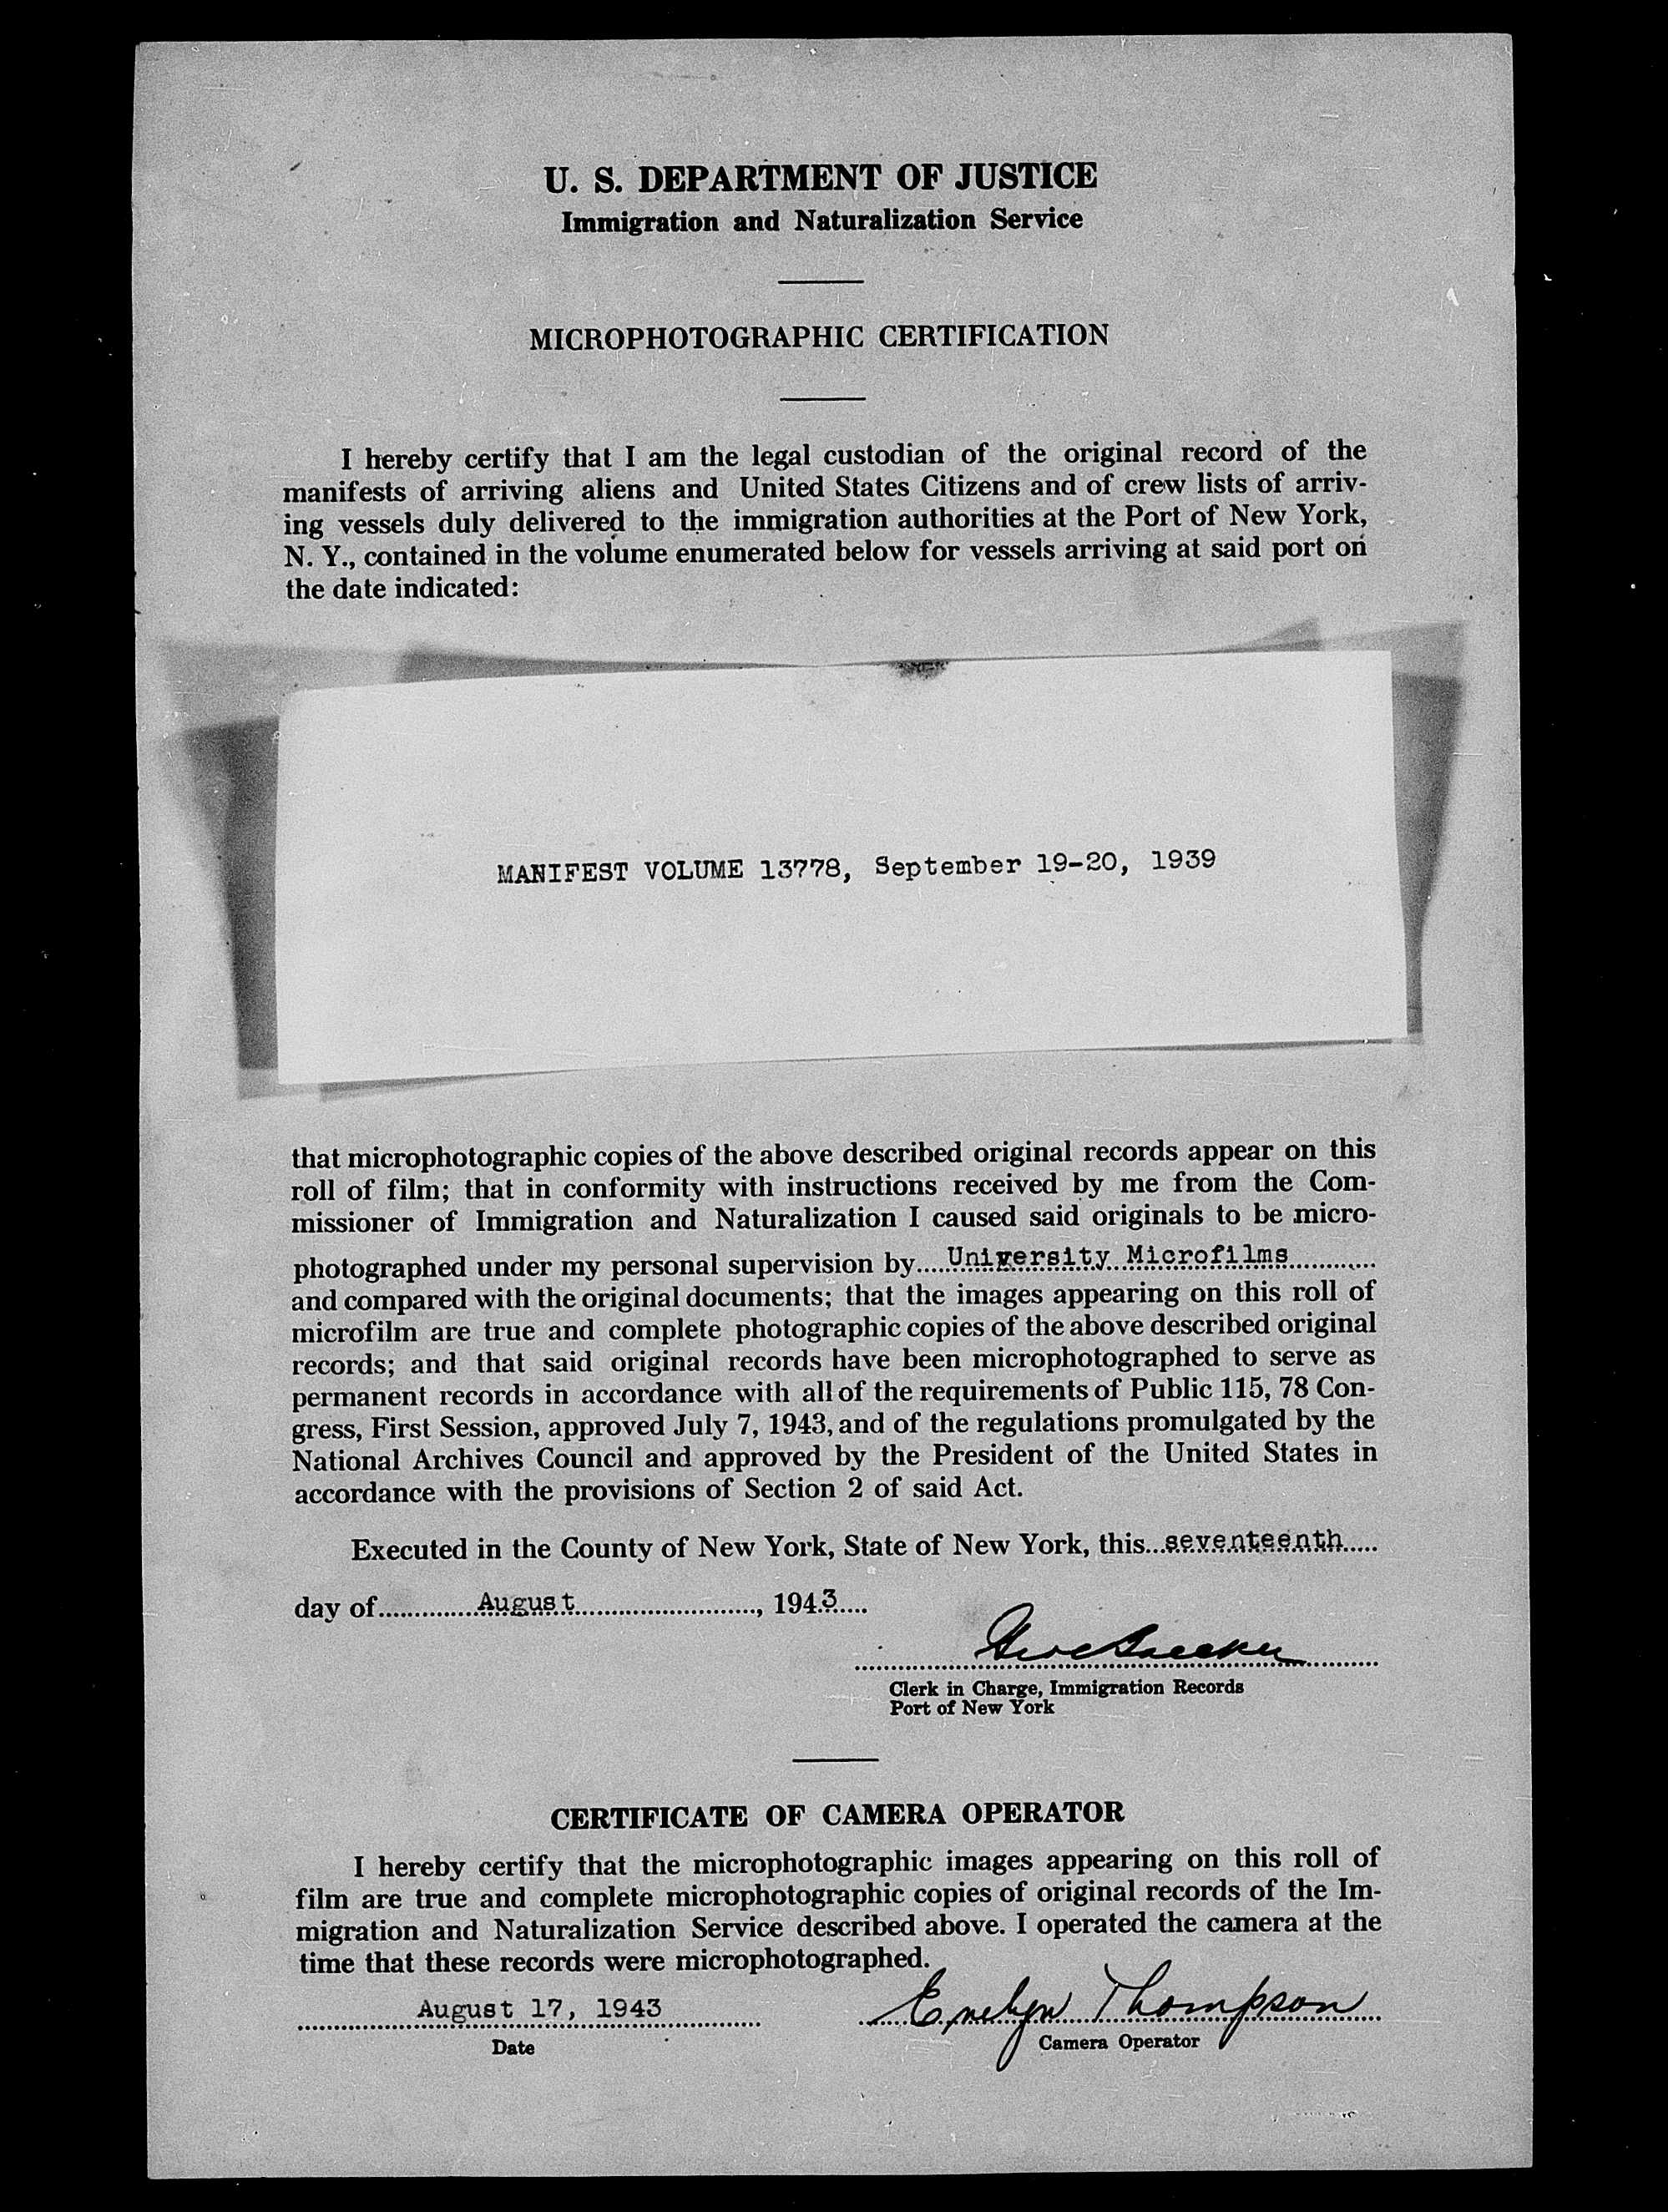 U. S. DEPARTMENT OF JUSTICE
Immigration and Naturalization Service
MICROPHOTOGRAPHIC CERTIFICATION
I hereby certify that I am the legal custodian of the original record of the
manifests of arriving aliens and United States Citizens and of crew lists of arriv-
ing vessels duly delivered to the immigration authorities at the Port of New York,
N. Y., contained in the volume enumerated below for vessels arriving at said port on
the date indicated:
MANIFEST VOLUME 13778, September 19-20, 1939
that microphotographic copies of the above described original records appear on this
roll of film; that in conformity with instructions received by me from the Com-
missioner of Immigration and Naturalization I caused said originals to be micro-
photographed under my personal supervision by University Microfilms
and compared with the original documents; that the images appearing on this roll of
microfilm are true and complete photographic copies of the above described original
records; and that said original records have been microphotographed to serve as
permanent records in accordance with all of the requirements of Public 115, 78 Con-
gress, First Session, approved July 7, 1943, and of the regulations promulgated by the
National Archives Council and approved by the President of the United States in
accordance with the provisions of Section 2 of said Act.
Executed in the County of New York, State of New York, this seventeenth
day of August, 1943
Clerk in Charge, Immigration Records
Port of New York
CERTIFICATE OF CAMERA OPERATOR
I hereby certify that the microphotographic images appearing on this roll of
film are true and complete microphotographic copies of original records of the Im-
migration and Naturalization Service described above. I operated the camera at the
time that these records were microphotographed.
August 17, 1943 Evelyn Thompson
Date Camera Operator